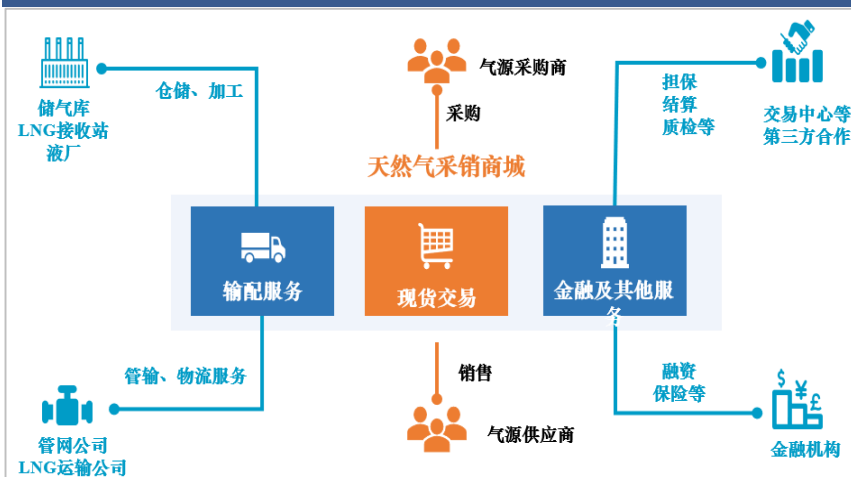 气源采购商
采购
仓储、加工
储气库
LNG接收站
液厂
担保
结算
质检等
交易中心等
第三方合作
天然气采销商城
输配服务
现货交易
金融及其他服
务
管输、物流服务
管网公司
LNG运输公司
销售
气源供应商
融资
保险等
$
¥
£
金融机构